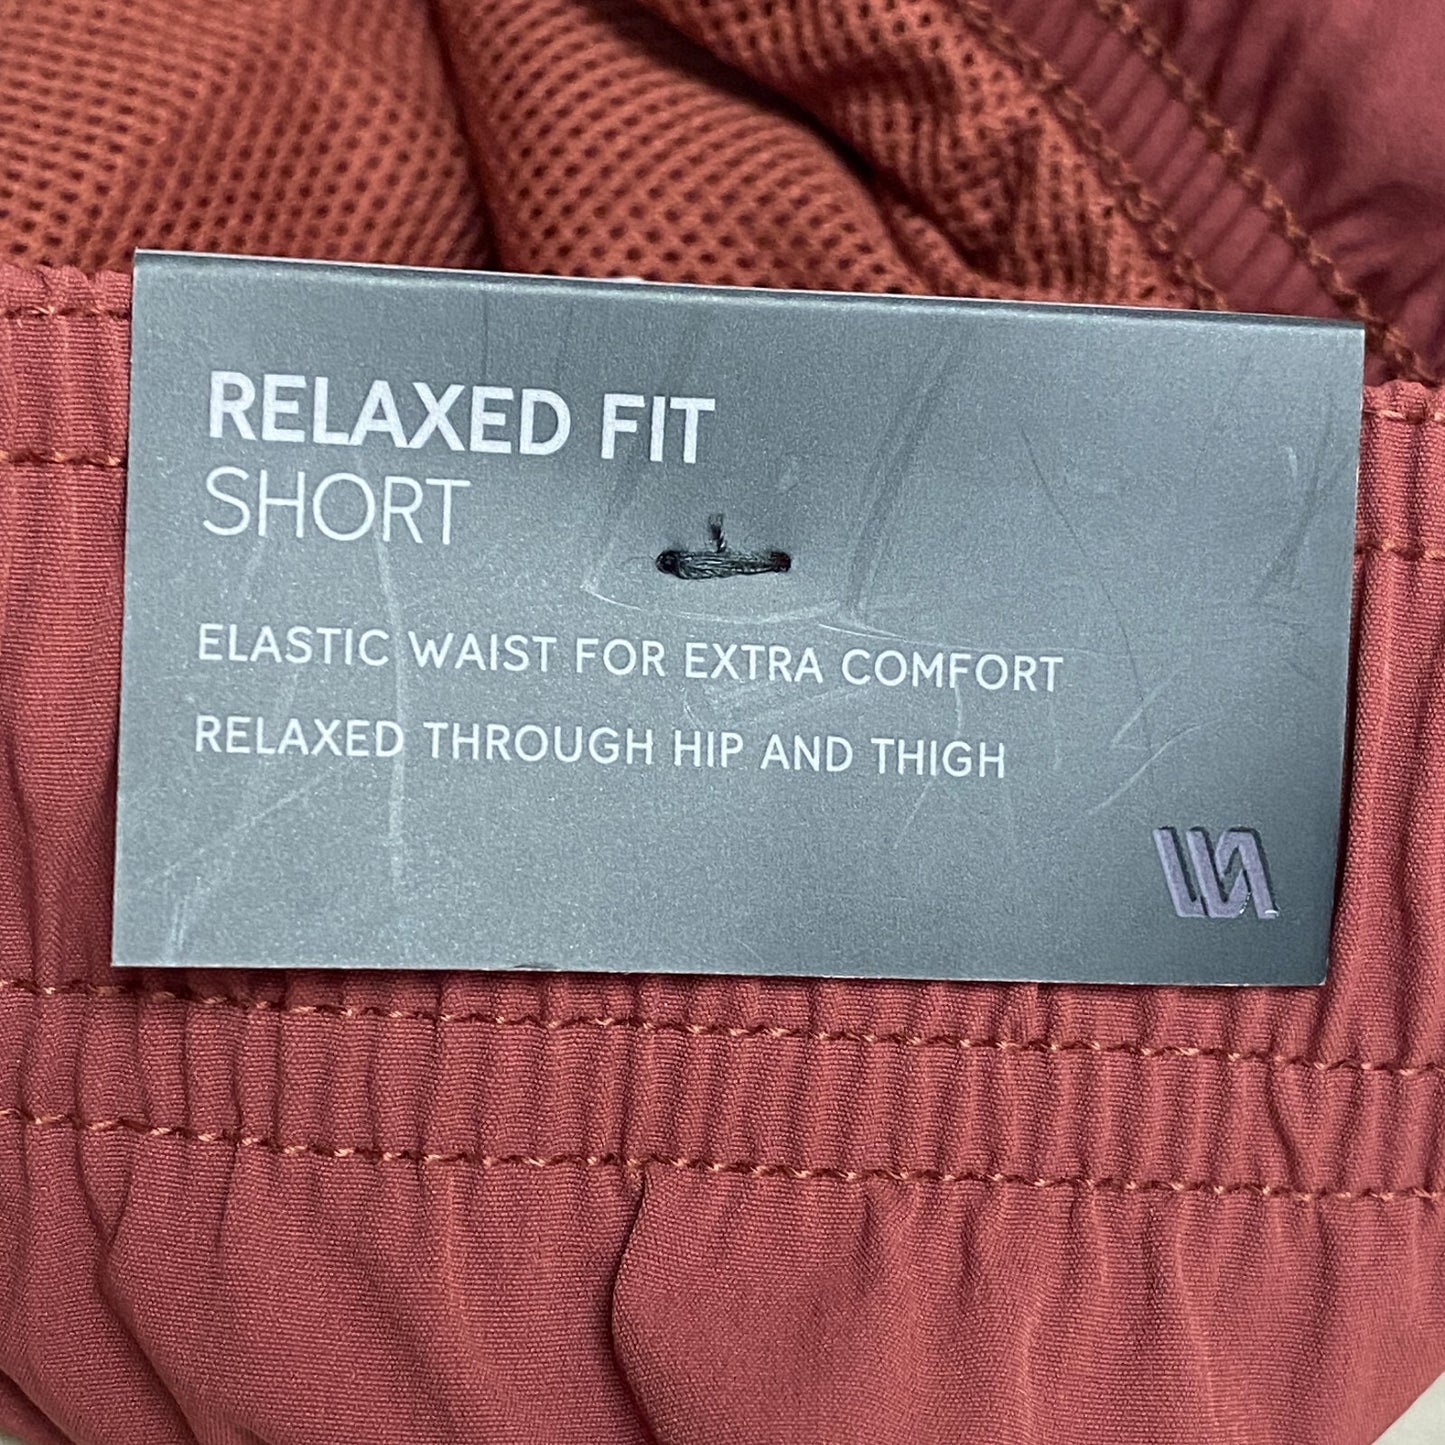 RELAXED FIT
SHORT
ELASTIC WAIST FOR EXTRA COMFORT
RELAXED THROUGH HIP AND THIGH